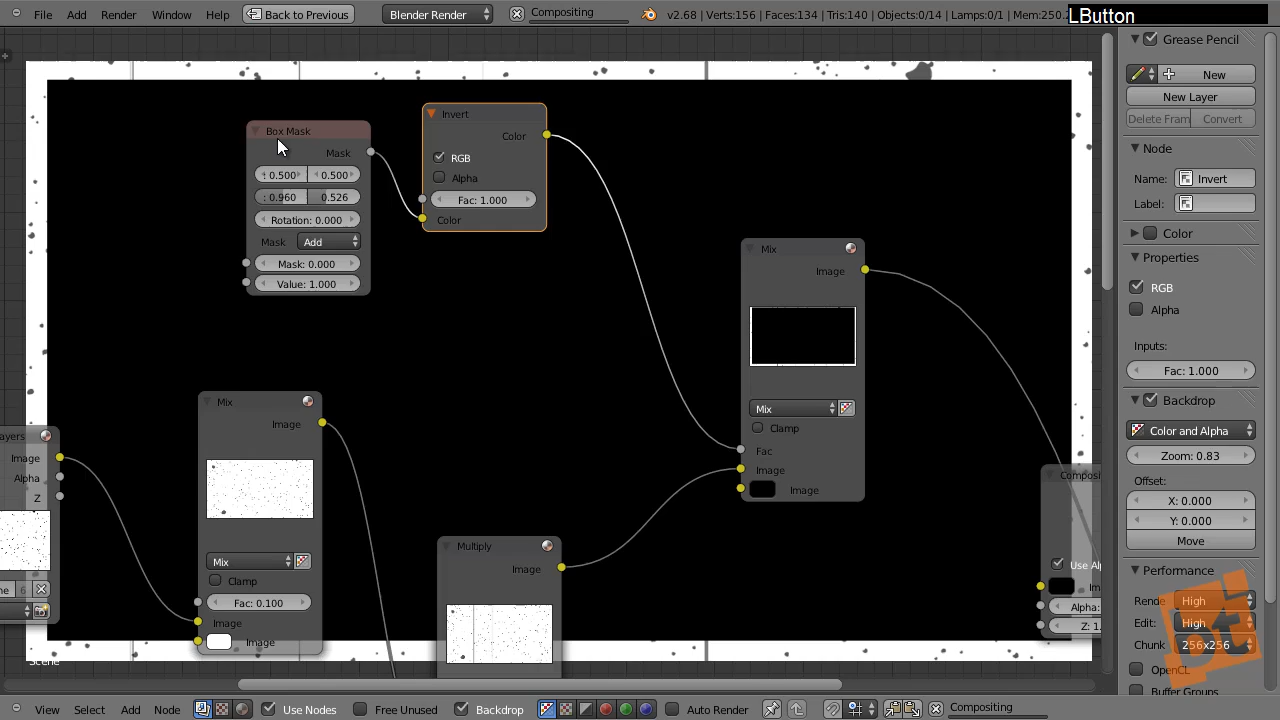 File Add Render Window Help Back to Previous Blender Render Compositing v2.68 | Verts:156 | Faces:134 | Tris:140 | Objects:0/14 | Lamps:0/1 | Mem:250.
LButton
Grease Pencil
New
New Layer
Delete Fram Convert
Node
Name: Invert
Label:
Color
Properties
RGB
Alpha
Inputs:
Fac: 1.000
Backdrop
Color and Alpha
Zoom: 0.83
Offset:
X: 0.000
Y: 0.000
Move
Performance
Rende High
Edit: High
Chunk 256x256
OpenCL
Buffer Groups
Box Mask
Mask
: 0.500 0.500
: 0.960 0.526
Rotation: 0.000
Mask Add
Mask: 0.000
Value: 1.000
Invert
Color
RGB
Alpha
Fac: 1.000
Color
Mix
Image
Mix
Clamp
Fac
Image
Image
ayers
Image
Alpha
Z
ne 6
Mix
Image
Mix
Clamp
Fac: 0.100
Image
Image
Multiply
Image
Composi
Use Alp
Im
Alpha:
Z: 1.
Scene
View Select Add Node Use Nodes Free Unused Backdrop Auto Render Compositing